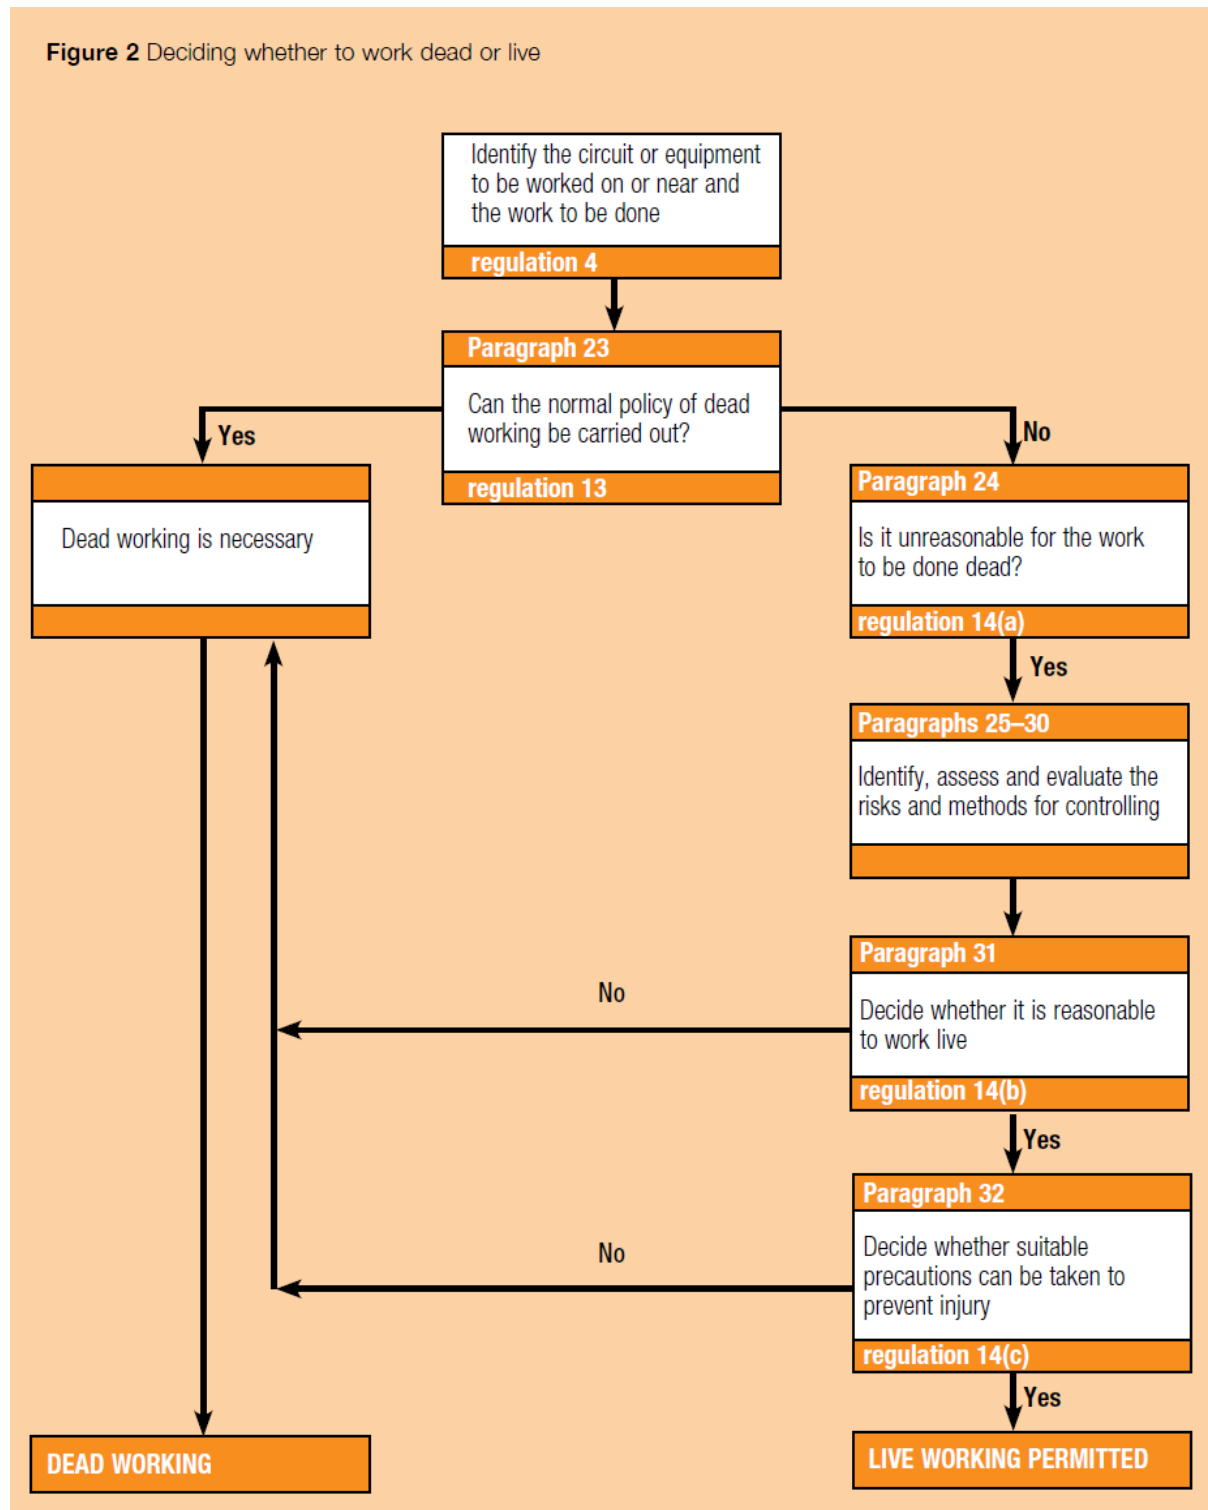 Figure 2 Deciding whether to work dead or live
Identify the circuit or equipment
to be worked on or near and
the work to be done
regulation 4
Paragraph 23
Can the normal policy of dead
working be carried out?
regulation 13
Yes
No
Dead working is necessary
Paragraph 24
Is it unreasonable for the work
to be done dead?
regulation 14(a)
Yes
Paragraphs 25–30
Identify, assess and evaluate the
risks and methods for controlling
Paragraph 31
Decide whether it is reasonable
to work live
regulation 14(b)
No
Yes
Paragraph 32
Decide whether suitable
precautions can be taken to
prevent injury
regulation 14(c)
No
Yes
DEAD WORKING
LIVE WORKING PERMITTED